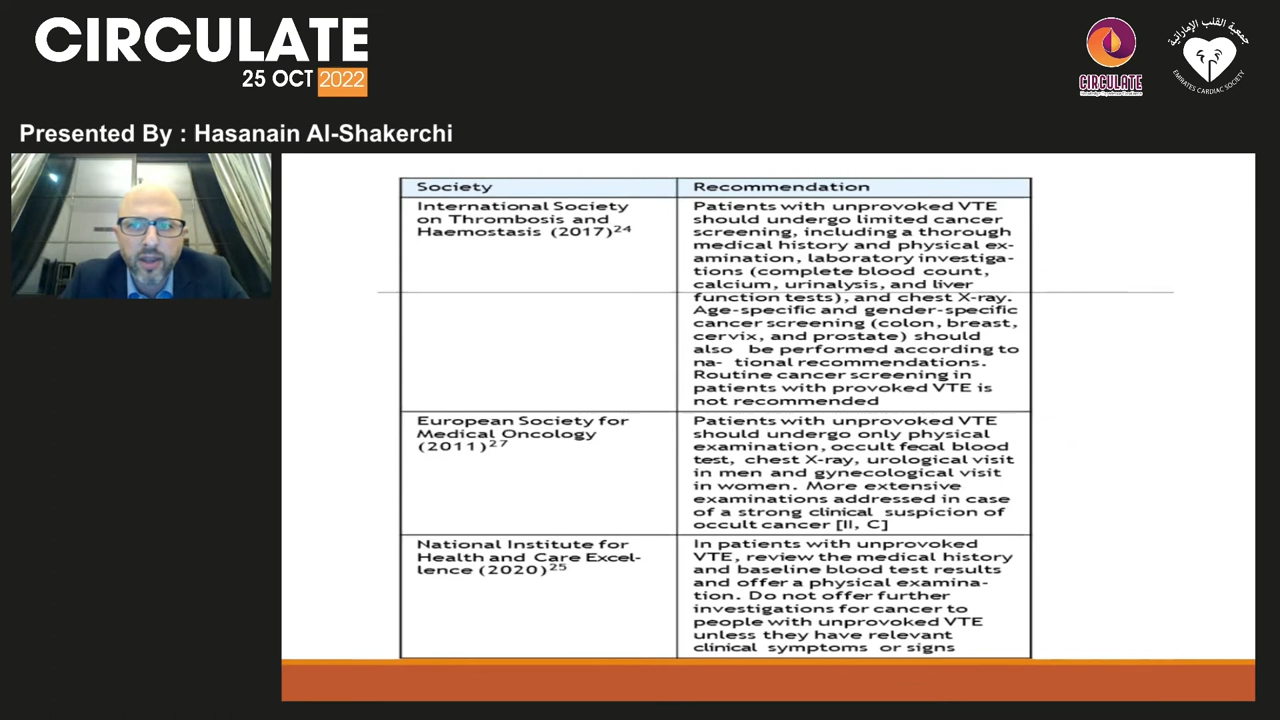 CIRCULATE
25 OCT 2022
CIRCULATE
جمعية القلب الإماراتية
EMIRATES CARDIAC SOCIETY
Presented By : Hasanain Al-Shakerchi
Society
Recommendation
International Society
on Thrombosis and
Haemostasis (2017)24
Patients with unprovoked VTE
should undergo limited cancer
screening, including a thorough
medical history and physical ex-
amination, laboratory investiga-
tions (complete blood count,
calcium, urinalysis, and liver
function tests), and chest X-ray.
Age-specific and gender-specific
cancer screening (colon, breast,
cervix, and prostate) should
also be performed according to
na- tional recommendations.
Routine cancer screening in
patients with provoked VTE is
not recommended
European Society for
Medical Oncology
(2011)27
Patients with unprovoked VTE
should undergo only physical
examination, occult fecal blood
test, chest X-ray, urological visit
in men and gynecological visit
in women. More extensive
examinations addressed in case
of a strong clinical suspicion of
occult cancer [II, C]
National Institute for
Health and Care Excel-
lence (2020)25
In patients with unprovoked
VTE, review the medical history
and baseline blood test results
and offer a physical examina-
tion. Do not offer further
investigations for cancer to
people with unprovoked VTE
unless they have relevant
clinical symptoms or signs